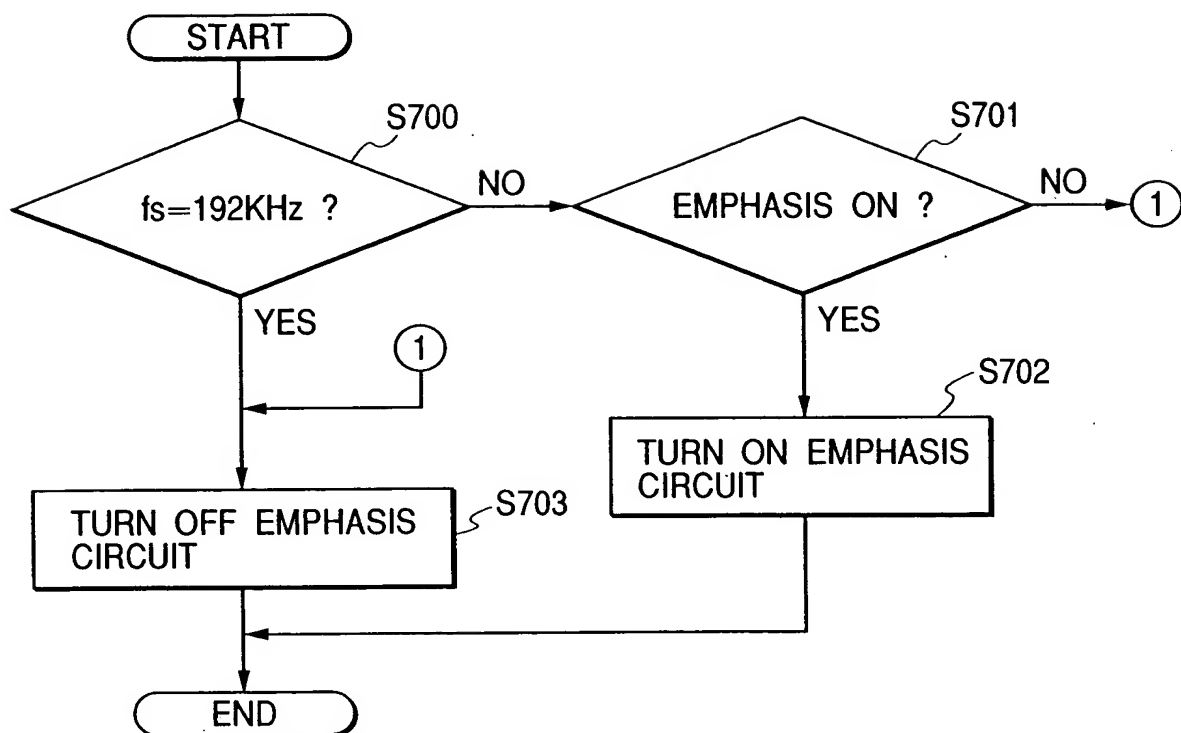 START
S700
fs=192KHz ?
NO
S701
EMPHASIS ON ?
NO
1
YES
1
YES
S702
TURN ON EMPHASIS
CIRCUIT
TURN OFF EMPHASIS
CIRCUIT
S703
END